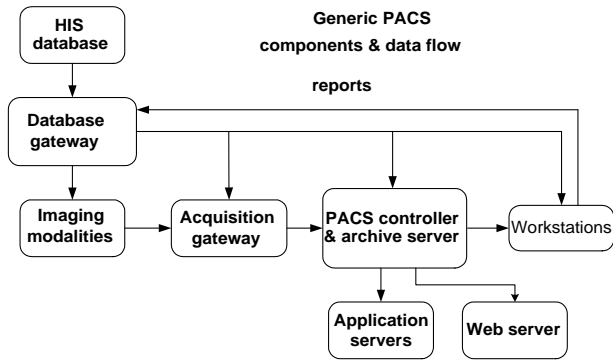 HIS
database
Generic PACS
components & data flow
reports
Database
gateway
Imaging
modalities
Acquisition
gateway
PACS controller
& archive server
Workstations
Application
servers
Web server